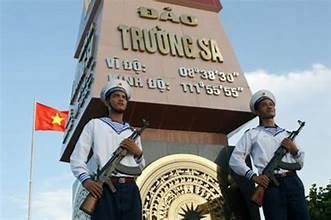 ĐẢO
TRƯỜNG SA
VĨ ĐỘ: 08°38'30"
KINH ĐỘ: 111°55'55"